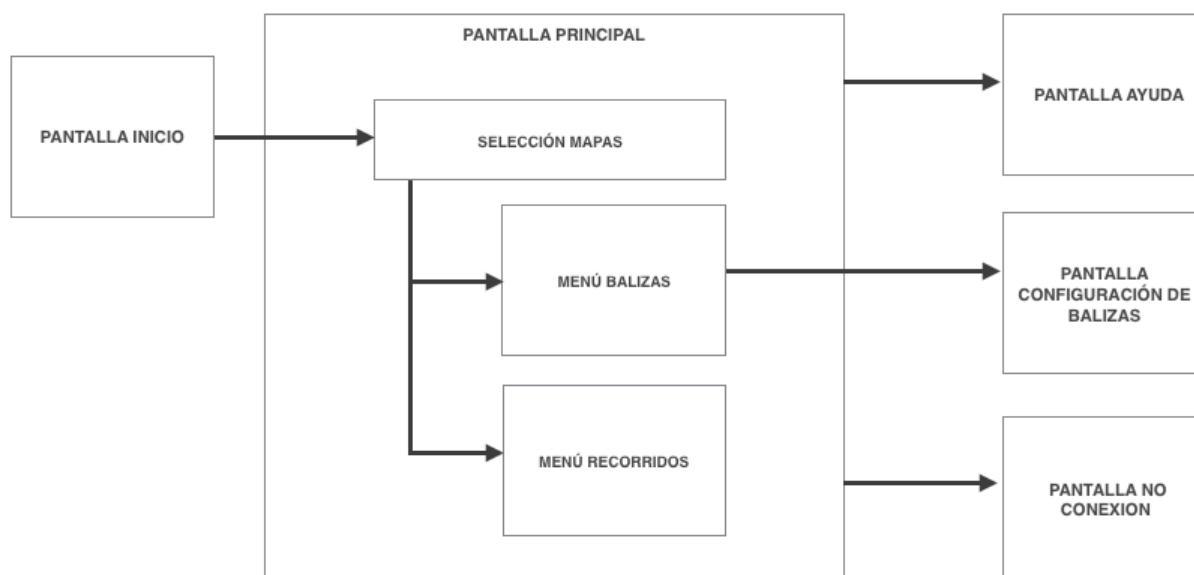 PANTALLA PRINCIPAL
PANTALLA INICIO
SELECCIÓN MAPAS
MENÚ BALIZAS
MENÚ RECORRIDOS
PANTALLA AYUDA
PANTALLA
CONFIGURACIÓN DE
BALIZAS
PANTALLA NO
CONEXION